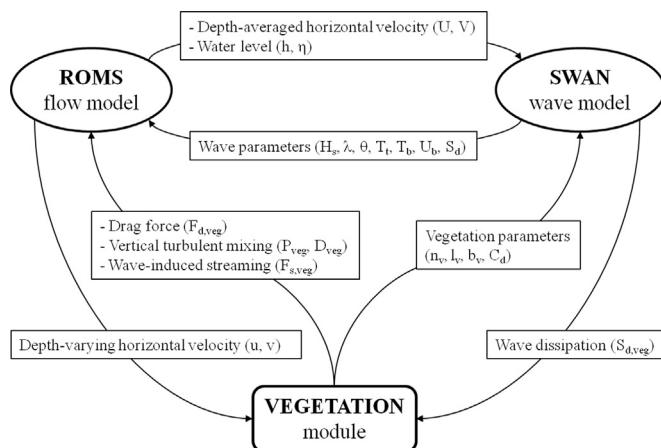 - Depth-averaged horizontal velocity (U, V)
- Water level (h, η)
ROMS
flow model
SWAN
wave model
Wave parameters (Hs, λ, θ, Tt, Tb, Ub, Sd)
- Drag force (Fd,veg)
- Vertical turbulent mixing (Pveg, Dveg)
- Wave-induced streaming (Fs,veg)
Vegetation parameters
(nv, lv, bv, Cd)
Depth-varying horizontal velocity (u, v)
Wave dissipation (Sd,veg)
VEGETATION
module